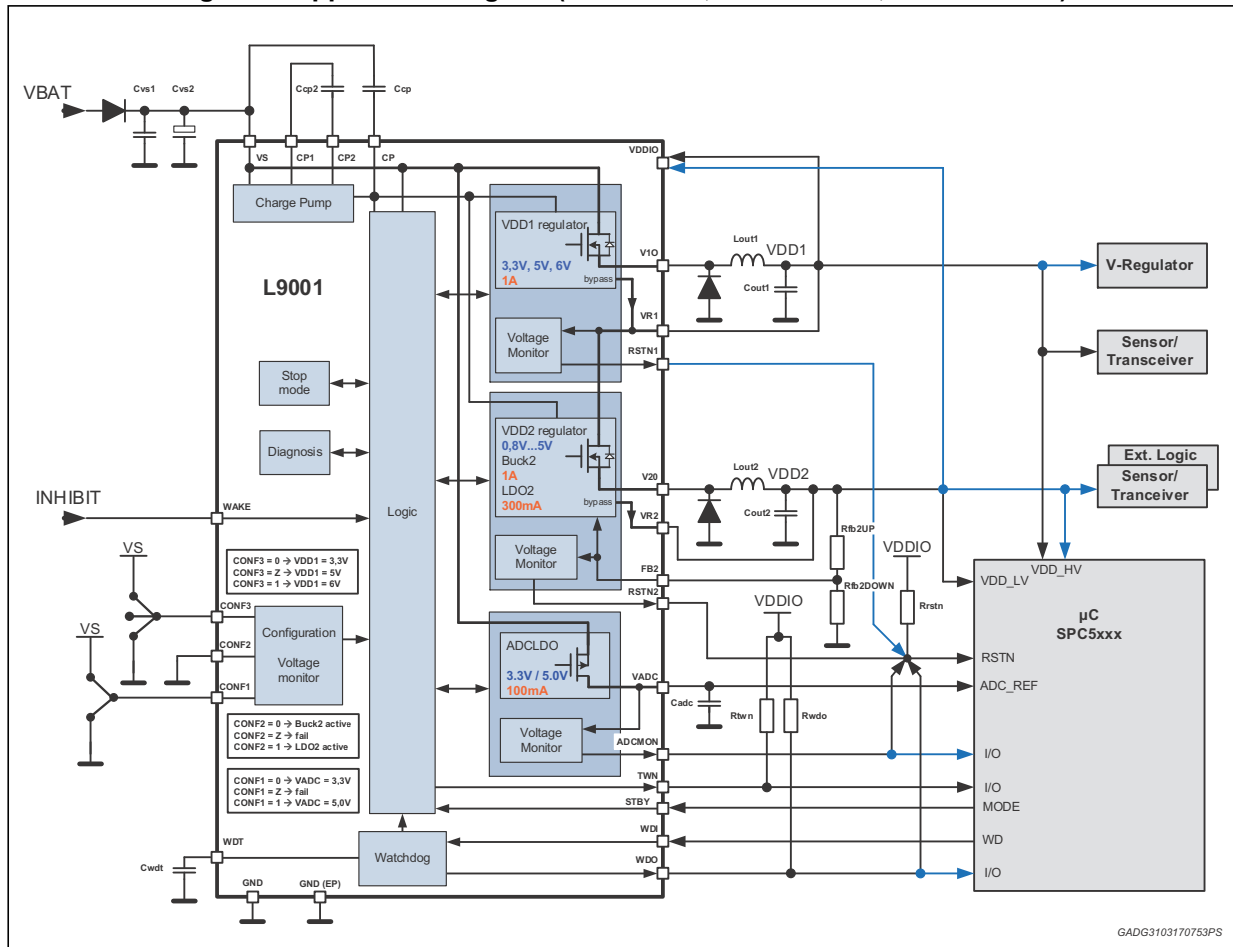 VBAT
Cvs1
Cvs2
Ccp2
Ccp
VS
CP1
CP2
CP
VDDIO
Charge Pump
VDD1 regulator
3,3V, 5V, 6V
1A
bypass
V1O
Lout1
VDD1
Cout1
V-Regulator
L9001
VR1
Voltage
Monitor
RSTN1
Sensor/
Transceiver
Stop
mode
Diagnosis
VDD2 regulator
0,8V...5V
Buck2
1A
LDO2
300mA
bypass
V20
Lout2
VDD2
Cout2
Ext. Logic
Sensor/
Tranceiver
INHIBIT
WAKE
Logic
VR2
Rfb2UP
VS
CONF3 = 0 → VDD1 = 3,3V
CONF3 = Z → VDD1 = 5V
CONF3 = 1 → VDD1 = 6V
Voltage
Monitor
FB2
RSTN2
Rfb2DOWN
VDDIO
Rrstn
VDD_HV
VDD_LV
µC
SPC5xxx
CONF3
VS
CONF2
CONF1
Configuration
Voltage
monitor
VDDIO
ADCLDO
3.3V / 5.0V
100mA
VADC
Cadc
Rtwn
Rwdo
RSTN
ADC_REF
CONF2 = 0 → Buck2 active
CONF2 = Z → fail
CONF2 = 1 → LDO2 active
Voltage
Monitor
ADCMON
I/O
CONF1 = 0 → VADC = 3,3V
CONF1 = Z → fail
CONF1 = 1 → VADC = 5,0V
TWN
I/O
STBY
MODE
WDT
Cwdt
Watchdog
WDI
WD
WDO
I/O
GND
GND (EP)
GADG3103170753PS